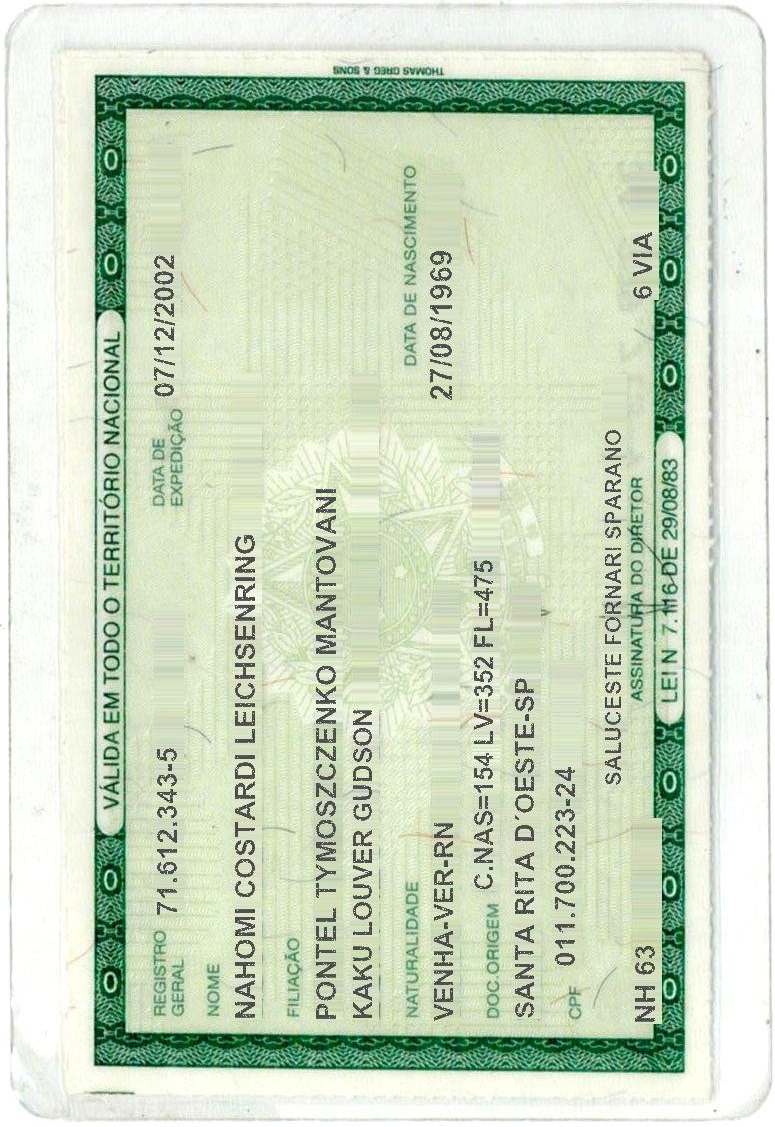 THOMAS GREG & SONS
VÁLIDA EM TODO O TERRITÓRIO NACIONAL
REGISTRO GERAL 71.612.343-5 DATA DE EXPEDIÇÃO 07/12/2002
NOME
NAHOMI COSTARDI LEICHSENRING
FILIAÇÃO
PONTEL TYMOSZCZENKO MANTOVANI
KAKU LOUVER GUDSON
NATURALIDADE DATA DE NASCIMENTO
VENHA-VER-RN 27/08/1969
DOC.ORIGEM C.NAS=154 LV=352 FL=475
SANTA RITA D´OESTE-SP
CPF 011.700.223-24
SALUCESTE FORNARI SPARANO
NH 63 ASSINATURA DO DIRETOR 6 VIA
LEI N 7.116 DE 29/08/83